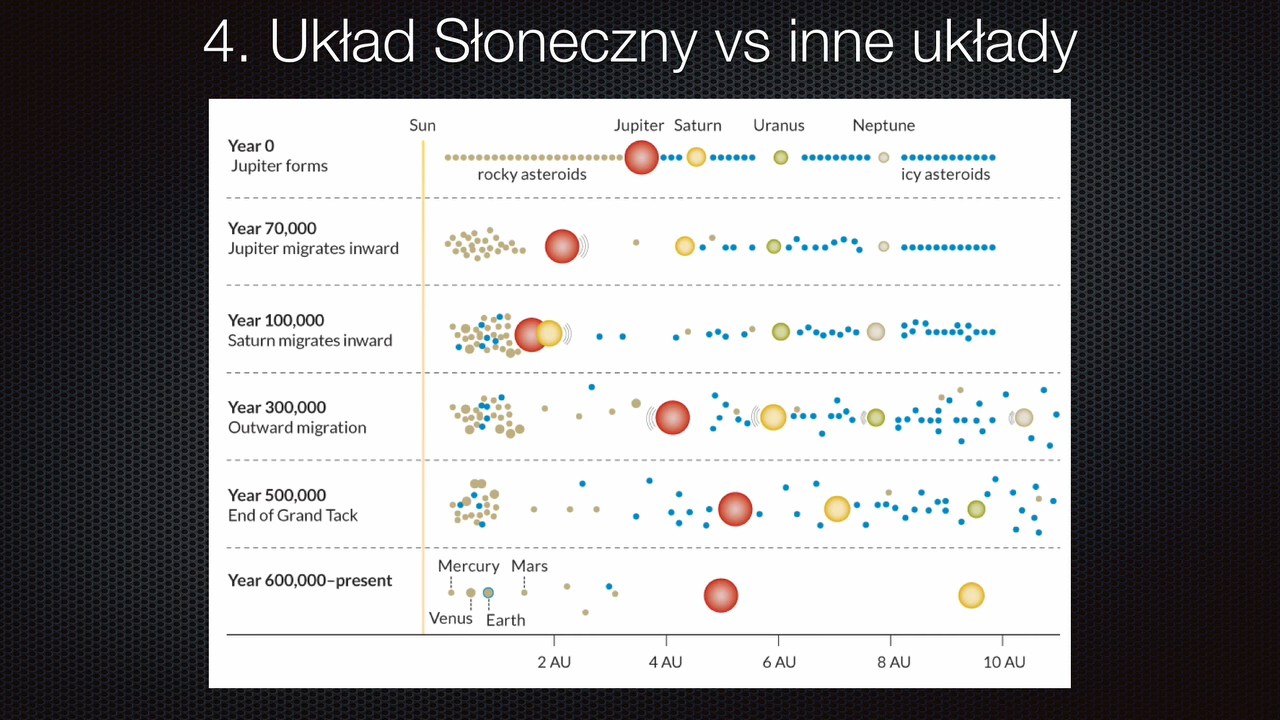 4. Układ Słoneczny vs inne układy
Sun
Jupiter
Saturn
Uranus
Neptune
Year 0
Jupiter forms
rocky asteroids
icy asteroids
Year 70,000
Jupiter migrates inward
Year 100,000
Saturn migrates inward
Year 300,000
Outward migration
Year 500,000
End of Grand Tack
Year 600,000–present
Mercury
Mars
Venus
Earth
2 AU
4 AU
6 AU
8 AU
10 AU